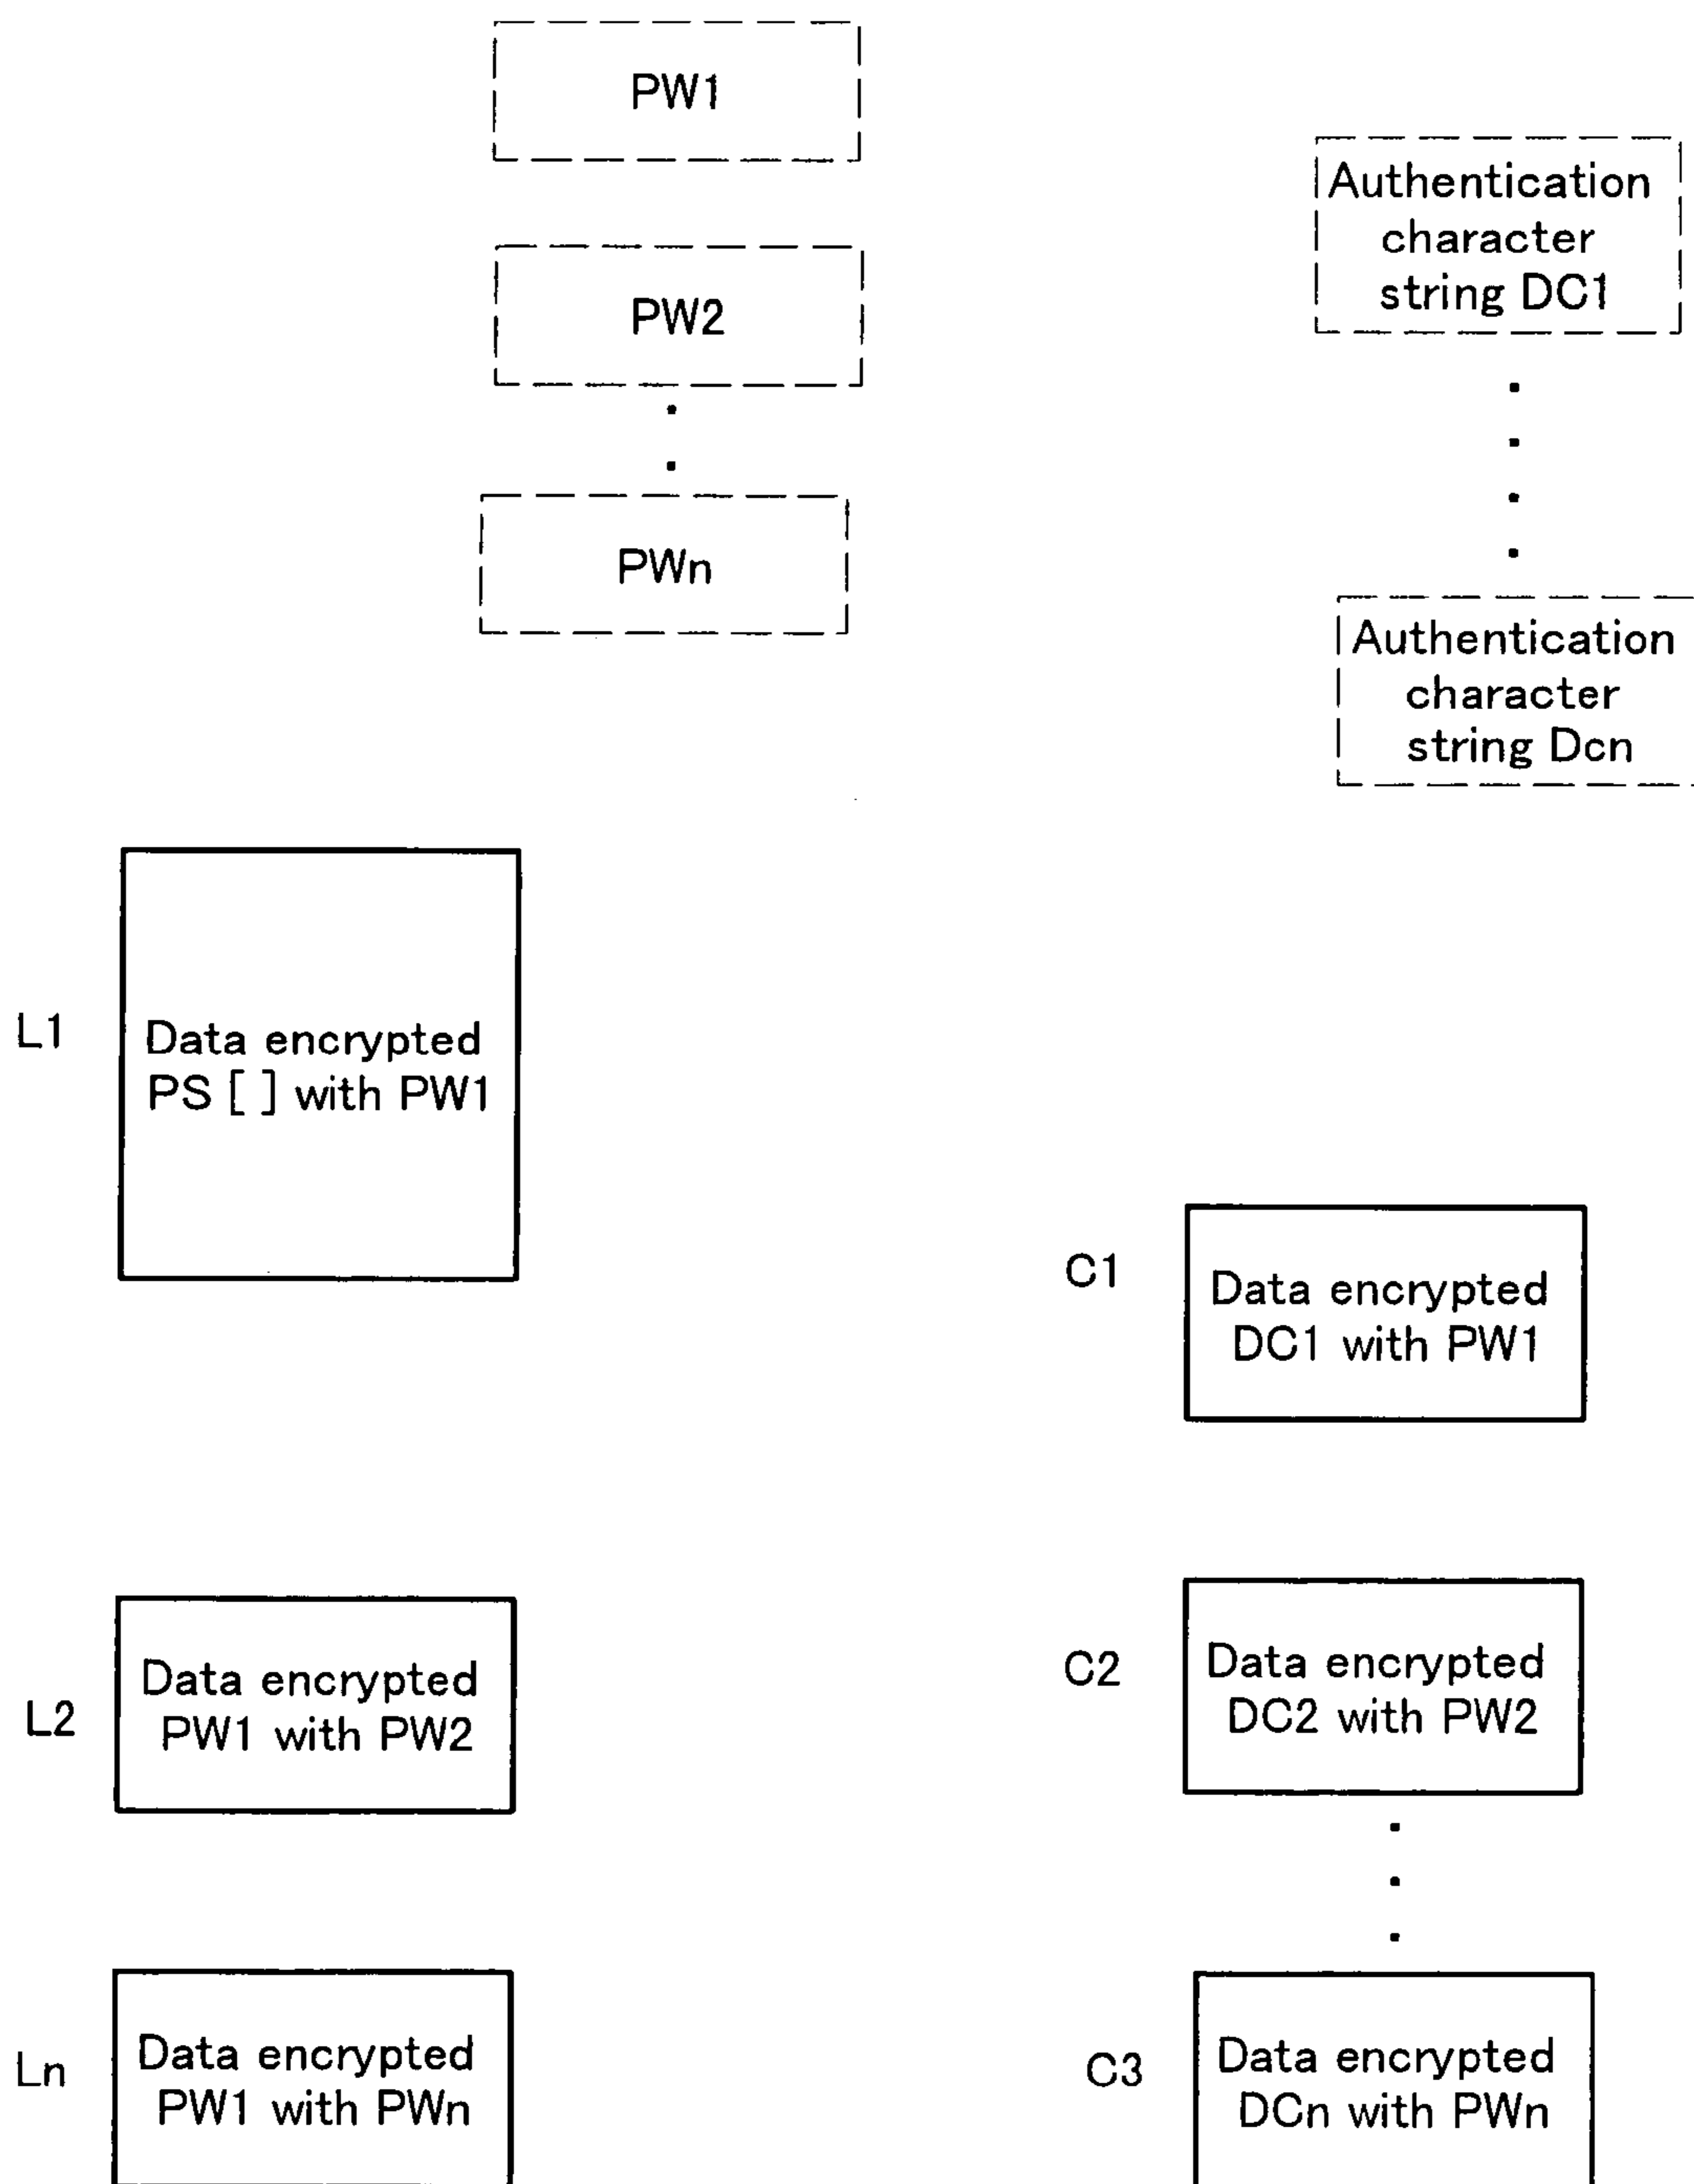 PW1
PW2
PWn
Authentication
character
string DC1
Authentication
character
string Dcn
L1
Data encrypted
PS [ ] with PW1
C1
Data encrypted
DC1 with PW1
L2
Data encrypted
PW1 with PW2
C2
Data encrypted
DC2 with PW2
Ln
Data encrypted
PW1 with PWn
C3
Data encrypted
DCn with PWn